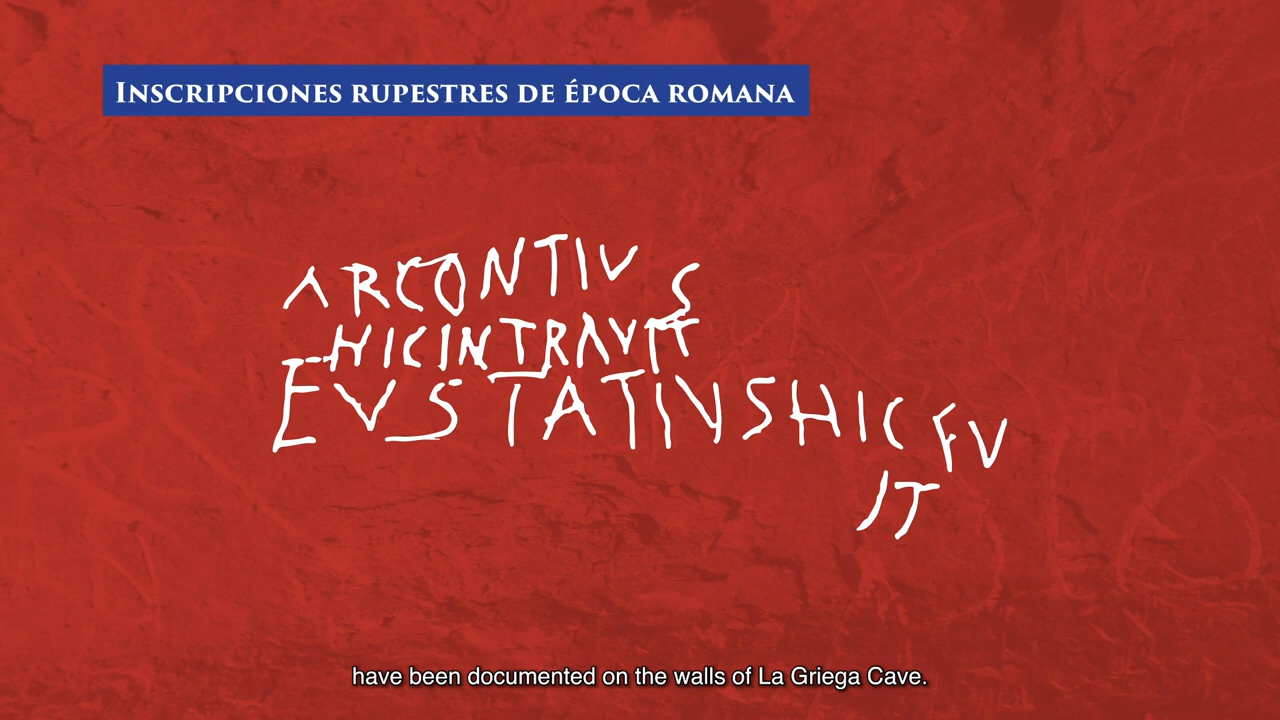 INSCRIPCIONES RUPESTRES DE ÉPOCA ROMANA
ARCONTIVS
HICINTRAVIT
EVSTATIVSHIC FV
IT
have been documented on the walls of La Griega Cave.